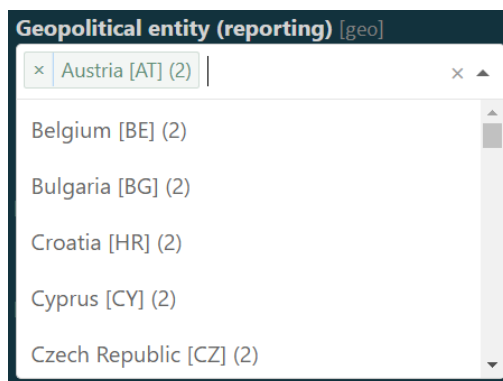 Geopolitical entity (reporting) [geo]
× Austria [AT] (2)
Belgium [BE] (2)
Bulgaria [BG] (2)
Croatia [HR] (2)
Cyprus [CY] (2)
Czech Republic [CZ] (2)